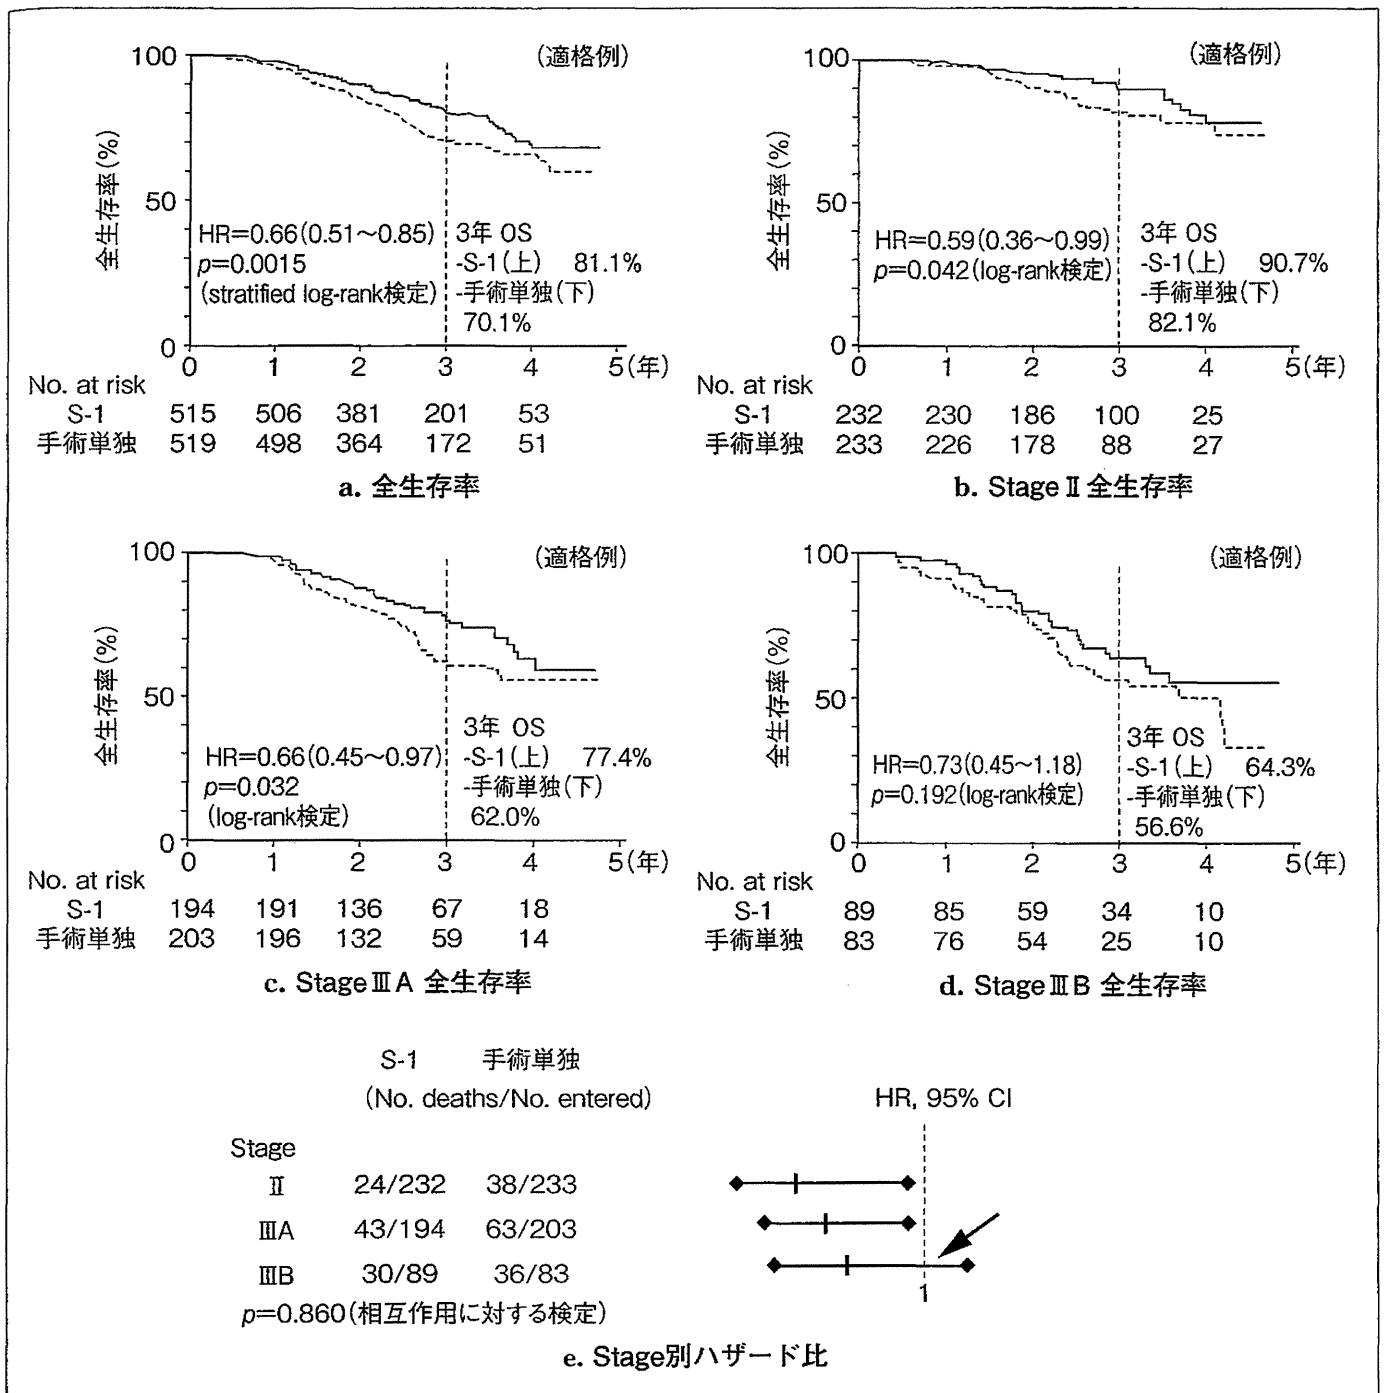 (適格例)
100
50
0
全生存率(%)
HR=0.66(0.51〜0.85)
p=0.0015
(stratified log-rank検定)
3年 OS
-S-1(上) 81.1%
-手術単独(下)
70.1%
0 1 2 3 4 5(年)
No. at risk
S-1 515 506 381 201 53
手術単独 519 498 364 172 51
a. 全生存率
(適格例)
100
50
0
全生存率(%)
HR=0.59(0.36〜0.99)
p=0.042(log-rank検定)
3年 OS
-S-1(上) 90.7%
-手術単独(下)
82.1%
0 1 2 3 4 5(年)
No. at risk
S-1 232 230 186 100 25
手術単独 233 226 178 88 27
b. Stage Ⅱ 全生存率
(適格例)
100
50
0
全生存率(%)
HR=0.66(0.45〜0.97)
p=0.032
(log-rank検定)
3年 OS
-S-1(上) 77.4%
-手術単独(下)
62.0%
0 1 2 3 4 5(年)
No. at risk
S-1 194 191 136 67 18
手術単独 203 196 132 59 14
c. StageⅢA 全生存率
(適格例)
100
50
0
全生存率(%)
HR=0.73(0.45〜1.18)
p=0.192(log-rank検定)
3年 OS
-S-1(上) 64.3%
-手術単独(下)
56.6%
0 1 2 3 4 5(年)
No. at risk
S-1 89 85 59 34 10
手術単独 83 76 54 25 10
d. StageⅢB 全生存率
S-1 手術単独
(No. deaths/No. entered) HR, 95% CI
Stage
Ⅱ 24/232 38/233
ⅢA 43/194 63/203
ⅢB 30/89 36/83
1
p=0.860(相互作用に対する検定)
e. Stage別ハザード比